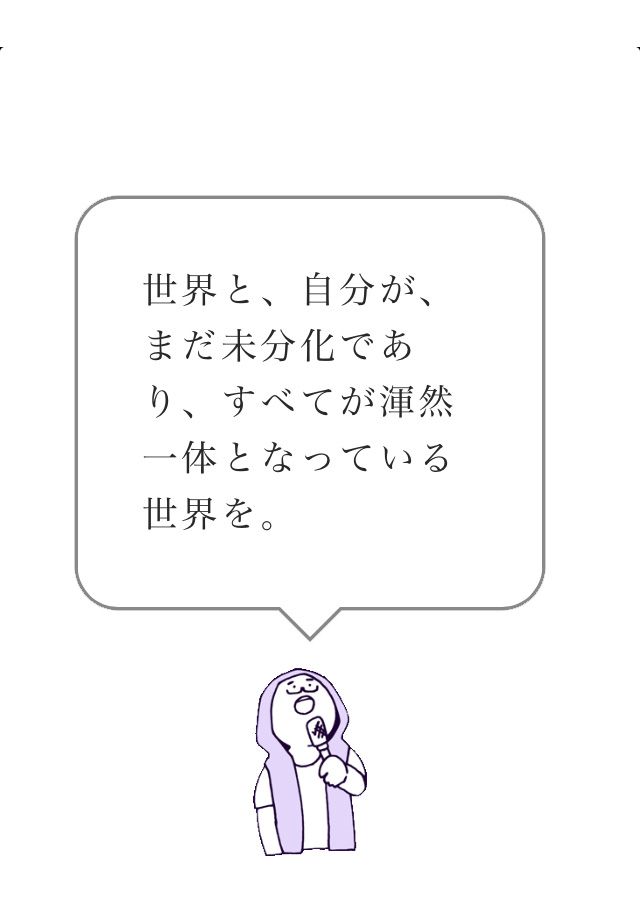 世界と、自分が、
まだ未分化であ
り、すべてが渾然
一体となっている
世界を。